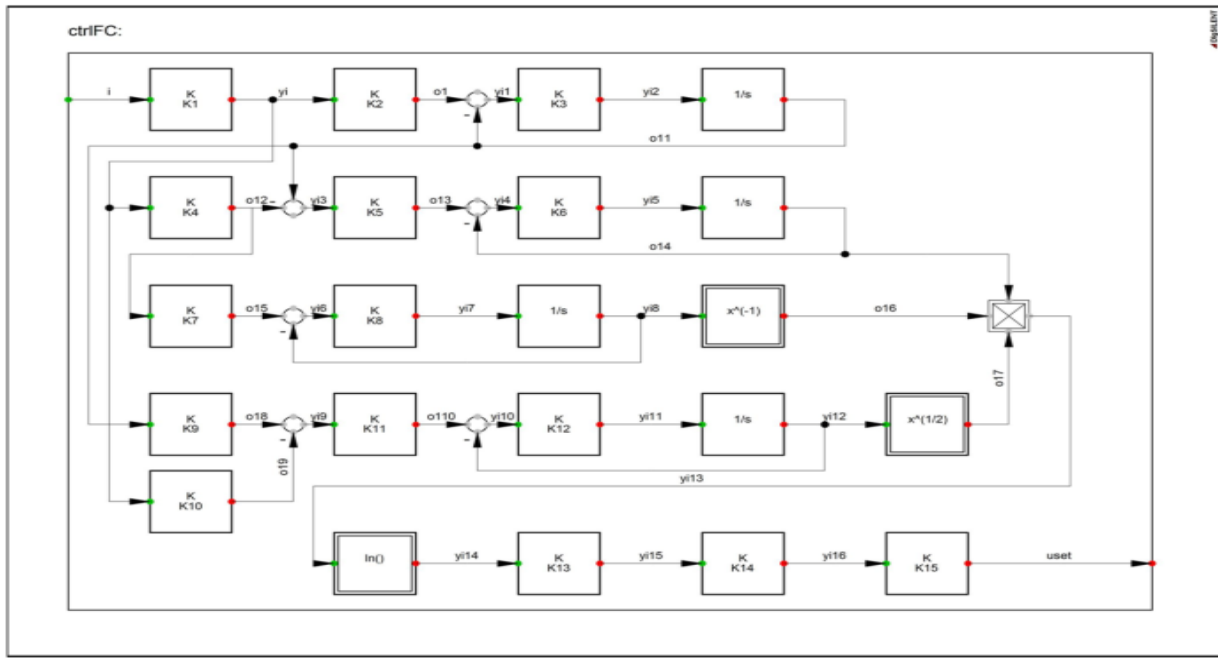 ctrlFC:
DIgSILENT
i
K
K1
yi
K
K2
o1
-
yi1
K
K3
yi2
1/s
o11
K
K4
o12
-
yi3
K
K5
o13
-
yi4
K
K6
yi5
1/s
o14
K
K7
o15
-
yi6
K
K8
yi7
1/s
yi8
x^(-1)
o16
o17
K
K9
o18
-
yi9
K
K11
o110
-
yi10
K
K12
yi11
1/s
yi12
x^(1/2)
o19
yi13
K
K10
ln()
yi14
K
K13
yi15
K
K14
yi16
K
K15
uset